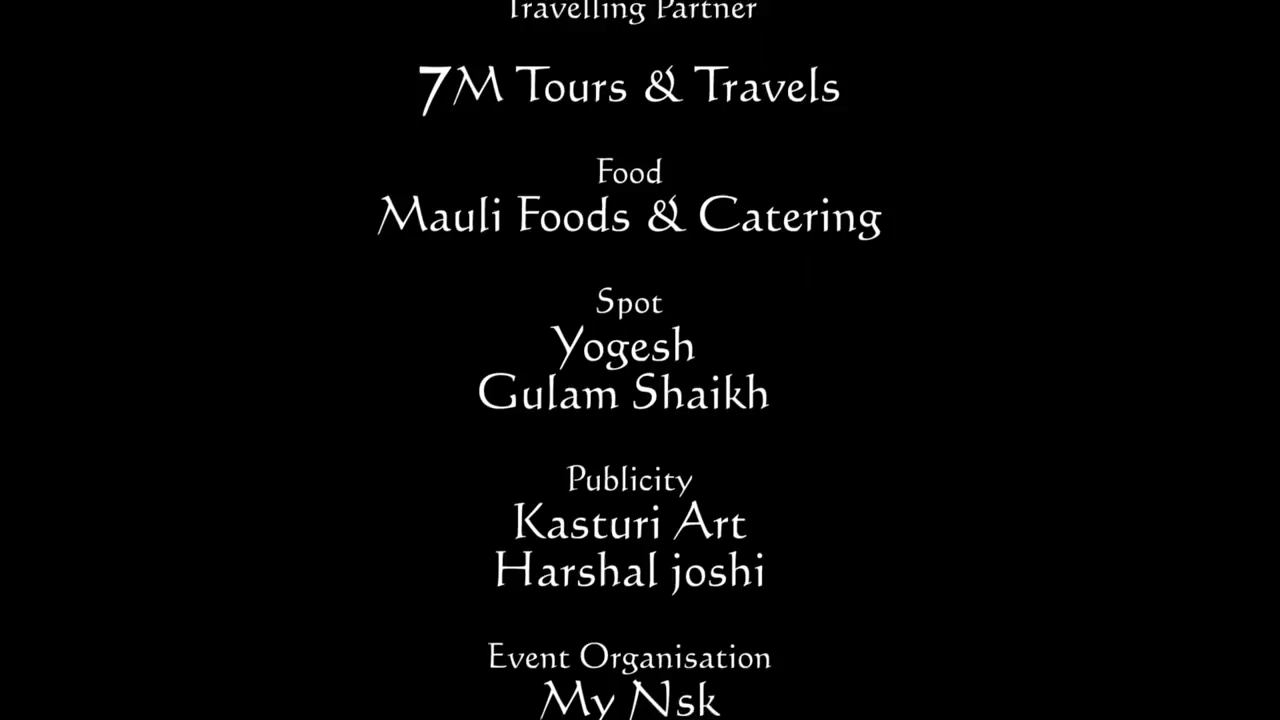 Travelling Partner
7M Tours & Travels
Food
Mauli Foods & Catering
Spot
Yogesh
Gulam Shaikh
Publicity
Kasturi Art
Harshal joshi
Event Organisation
My Nsk